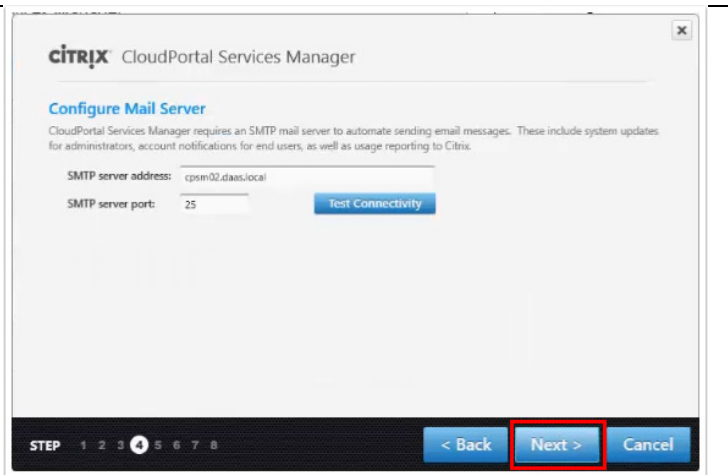 CITRIX CloudPortal Services Manager
Configure Mail Server
CloudPortal Services Manager requires an SMTP mail server to automate sending email messages. These include system updates
for administrators, account notifications for end users, as well as usage reporting to Citrix.
SMTP server address: cpsm02.daas.local
SMTP server port: 25 Test Connectivity
STEP 1 2 3 4 5 6 7 8 < Back Next > Cancel